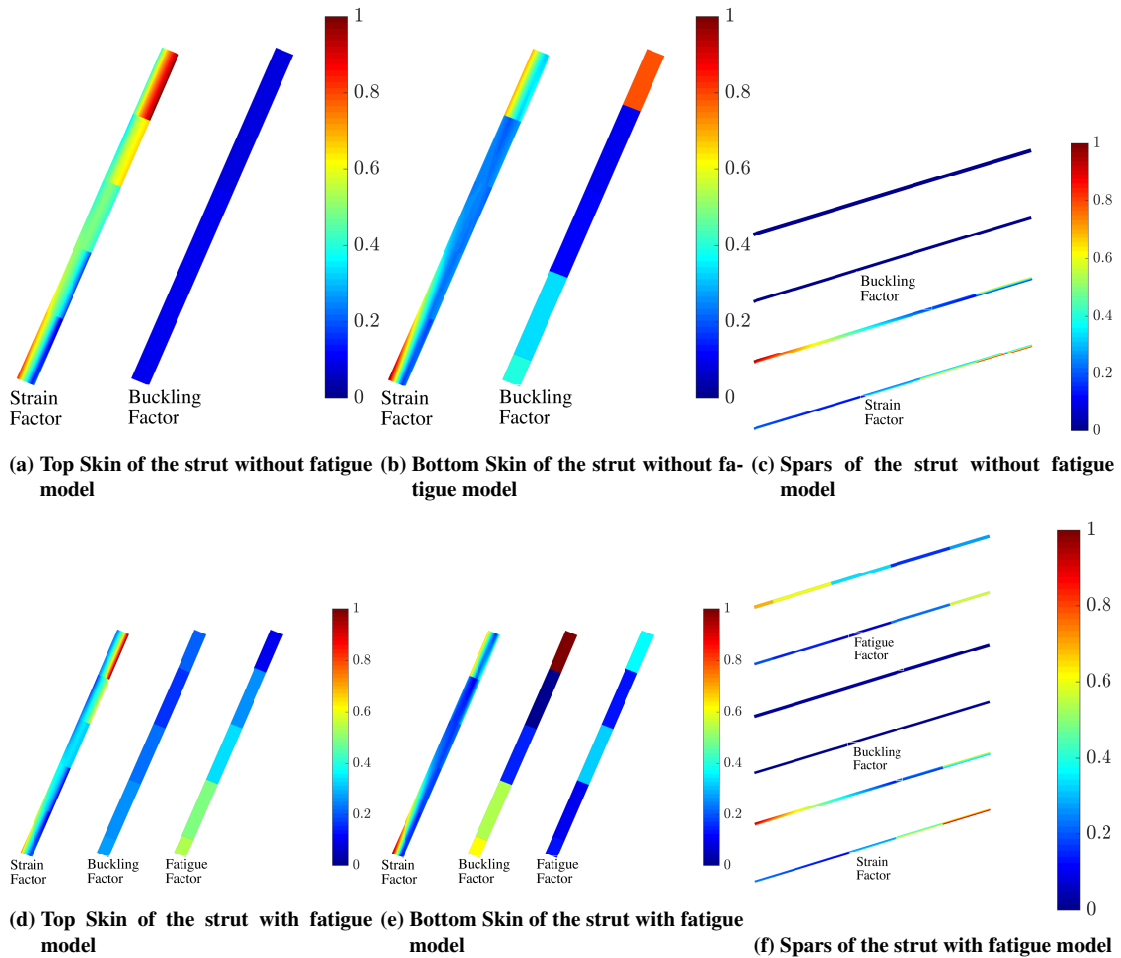 1
0.8
0.6
0.4
0.2
0
Strain
Factor
Buckling
Factor
(a) Top Skin of the strut without fatigue
model
1
0.8
0.6
0.4
0.2
0
Strain
Factor
Buckling
Factor
(b) Bottom Skin of the strut without fa-
tigue model
1
0.8
0.6
0.4
0.2
0
Buckling
Factor
Strain
Factor
(c) Spars of the strut without fatigue
model
1
0.8
0.6
0.4
0.2
0
Strain
Factor
Buckling
Factor
Fatigue
Factor
(d) Top Skin of the strut with fatigue
model
1
0.8
0.6
0.4
0.2
0
Strain
Factor
Buckling
Factor
Fatigue
Factor
(e) Bottom Skin of the strut with fatigue
model
1
0.8
0.6
0.4
0.2
0
Fatigue
Factor
Buckling
Factor
Strain
Factor
(f) Spars of the strut with fatigue model